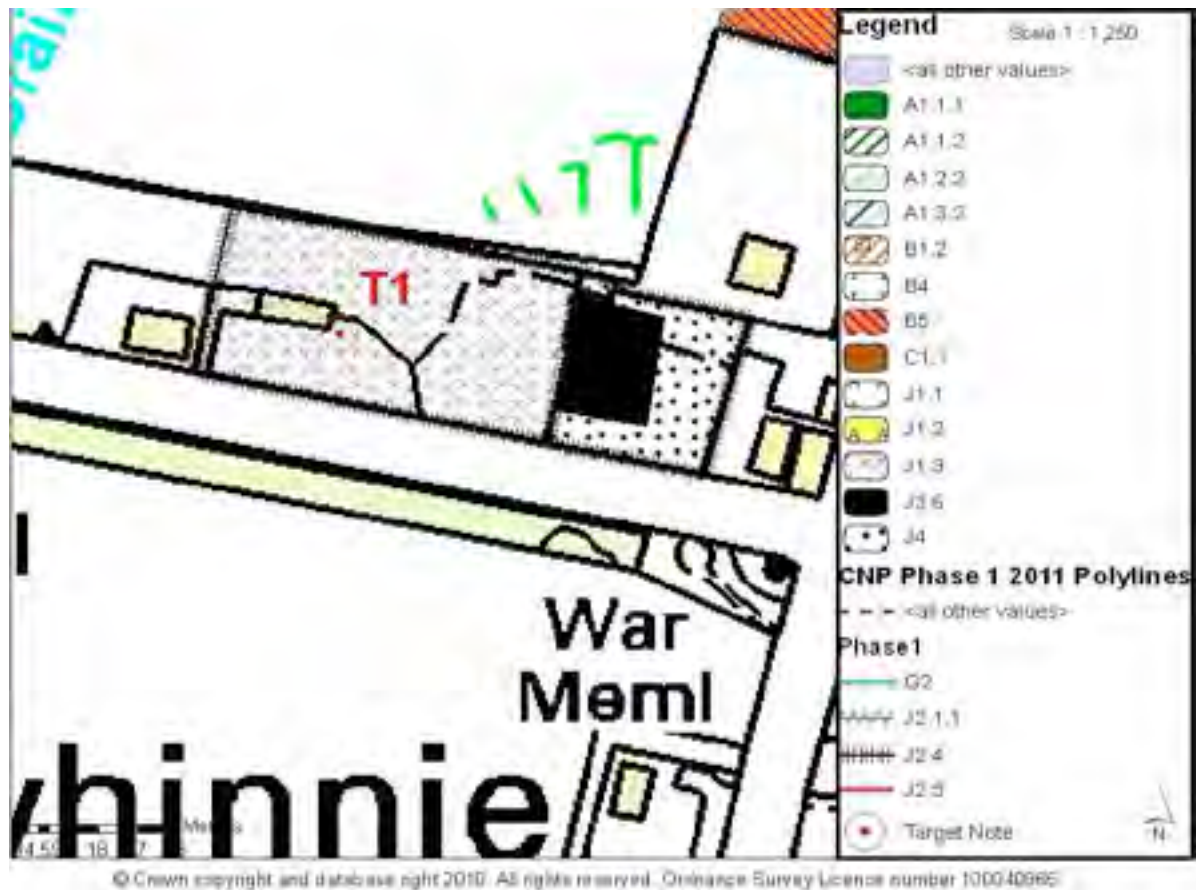 Legend
Scale 1 : 1,250
<all other values>
A1.1.1
A1.1.2
A1.2.2
A1.3.2
B1.2
B4
B5
C1.1
J1.1
J1.2
J1.3
J3.6
J4
CNP Phase 1 2011 Polylines
<all other values>
Phase1
G2
J2.1.1
J2.4
J2.5
Target Note
N
T1
War
Meml
whinnie
© Crown copyright and database right 2010. All rights reserved. Ordnance Survey Licence number 100040965